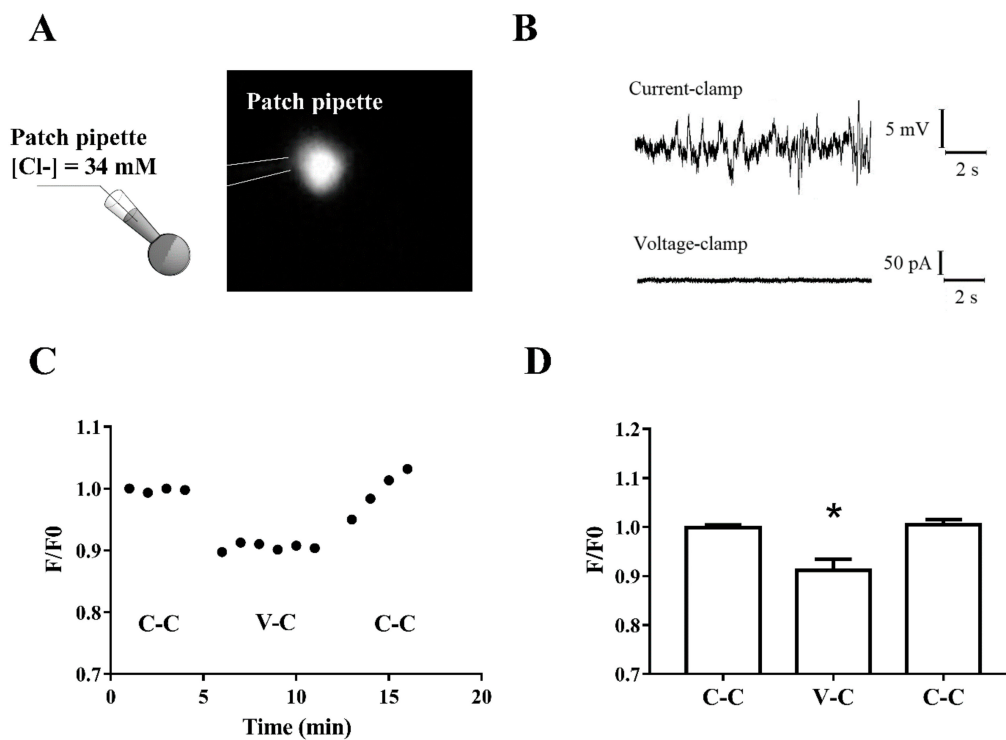 A
Patch pipette
Patch pipette
[Cl-] = 34 mM
B
Current-clamp
5 mV
2 s
Voltage-clamp
50 pA
2 s
C
1.1
1.0
0.9
0.8
0.7
F/F0
C-C
V-C
C-C
0
5
10
15
20
Time (min)
D
1.2
1.1
1.0
0.9
0.8
0.7
F/F0
*
C-C
V-C
C-C